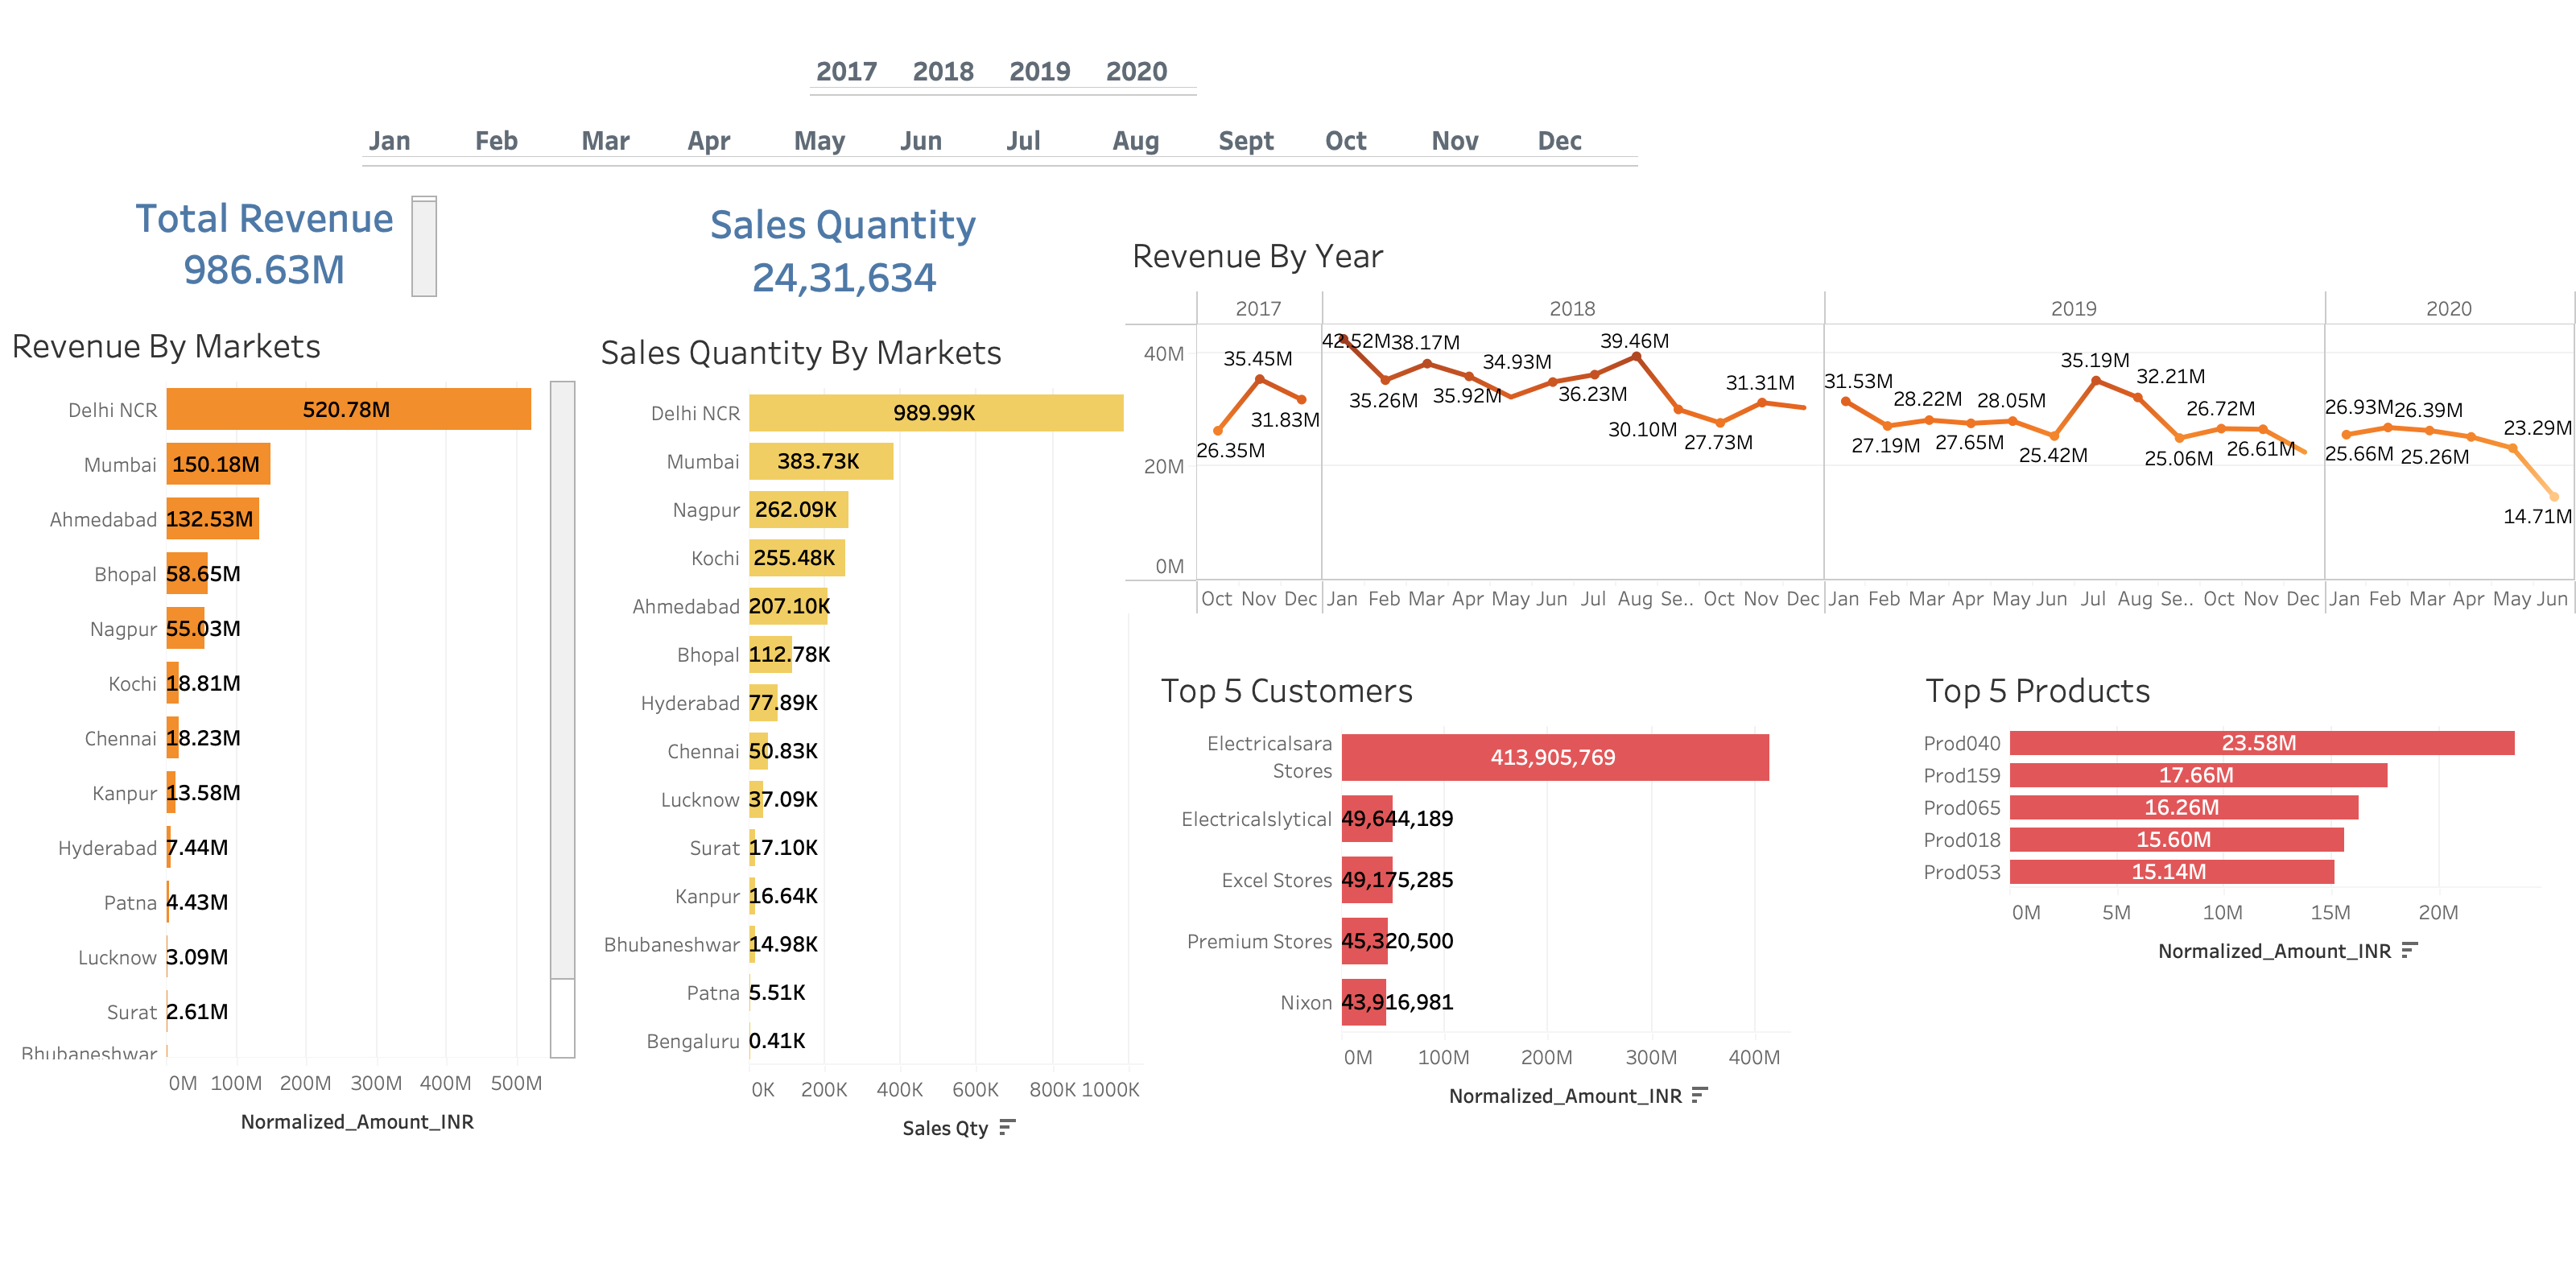 2017 2018 2019 2020
Jan Feb Mar Apr May Jun Jul Aug Sept Oct Nov Dec
Total Revenue
986.63M
Sales Quantity
24,31,634
Revenue By Markets
Delhi NCR 520.78M
Mumbai 150.18M
Ahmedabad 132.53M
Bhopal 58.65M
Nagpur 55.03M
Kochi 18.81M
Chennai 18.23M
Kanpur 13.58M
Hyderabad 7.44M
Patna 4.43M
Lucknow 3.09M
Surat 2.61M
Bhubaneshwar
0M 100M 200M 300M 400M 500M
Normalized_Amount_INR
Sales Quantity By Markets
Delhi NCR 989.99K
Mumbai 383.73K
Nagpur 262.09K
Kochi 255.48K
Ahmedabad 207.10K
Bhopal 112.78K
Hyderabad 77.89K
Chennai 50.83K
Lucknow 37.09K
Surat 17.10K
Kanpur 16.64K
Bhubaneshwar 14.98K
Patna 5.51K
Bengaluru 0.41K
0K 200K 400K 600K 800K 1000K
Sales Qty
Revenue By Year
2017 2018 2019 2020
40M
20M
0M
26.35M 35.45M 31.83M
42.52M 35.26M 38.17M 35.92M 34.93M 36.23M 39.46M 30.10M 27.73M 31.31M
31.53M 27.19M 28.22M 27.65M 28.05M 25.42M 35.19M 32.21M 25.06M 26.72M 26.61M
25.66M 26.93M 26.39M 25.26M 23.29M 14.71M
Oct Nov Dec Jan Feb Mar Apr May Jun Jul Aug Se.. Oct Nov Dec Jan Feb Mar Apr May Jun Jul Aug Se.. Oct Nov Dec Jan Feb Mar Apr May Jun
Top 5 Customers
Electricalsara
Stores 413,905,769
Electricalslytical 49,644,189
Excel Stores 49,175,285
Premium Stores 45,320,500
Nixon 43,916,981
0M 100M 200M 300M 400M
Normalized_Amount_INR
Top 5 Products
Prod040 23.58M
Prod159 17.66M
Prod065 16.26M
Prod018 15.60M
Prod053 15.14M
0M 5M 10M 15M 20M
Normalized_Amount_INR